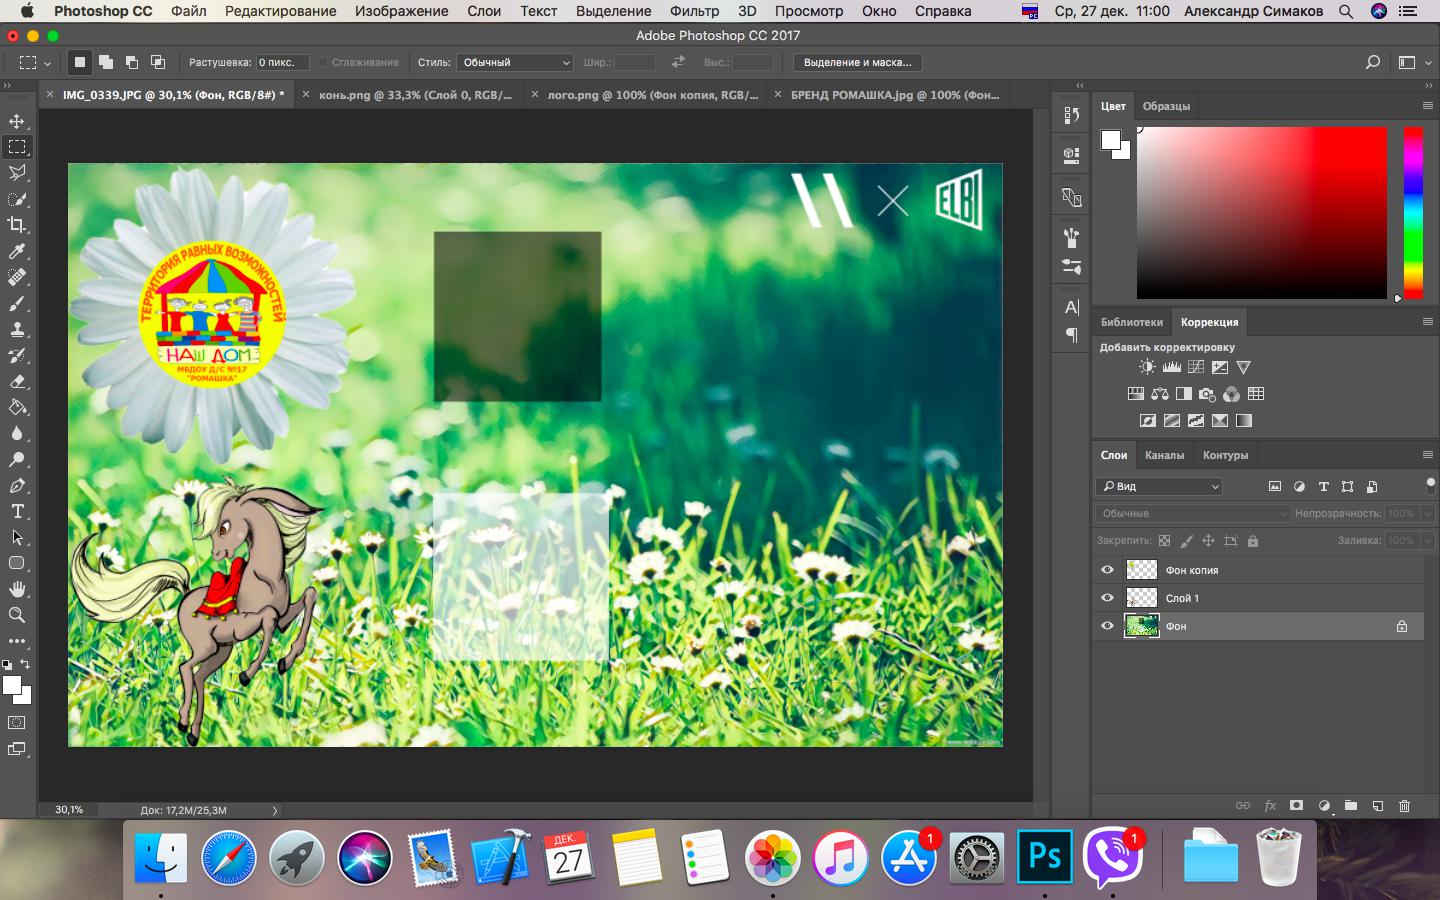 Photoshop CC Файл Редактирование Изображение Слои Текст Выделение Фильтр 3D Просмотр Окно Справка РС Ср, 27 дек. 11:00 Александр Симаков
Adobe Photoshop CC 2017
Растушевка: 0 пикс. Сглаживание Стиль: Обычный Шир.: Выс.: Выделение и маска...
IMG_0339.JPG @ 30,1% (Фон, RGB/8#) * конь.png @ 33,3% (Слой 0, RGB/... лого.png @ 100% (Фон копия, RGB/... БРЕНД РОМАШКА.jpg @ 100% (Фон...
Цвет Образцы
ELBI
ТЕРРИТОРИЯ РАВНЫХ ВОЗМОЖНОСТЕЙ
НАШ ДОМ
МБДОУ Д/С №17
"РОМАШКА"
Библиотеки Коррекция
Добавить корректировку
Слои Каналы Контуры
Вид
Обычные Непрозрачность: 100%
Закрепить: Заливка: 100%
Фон копия
Слой 1
Фон
30,1% Док: 17,2M/25,3M
fx
ДЕК.
27
1
Ps
1